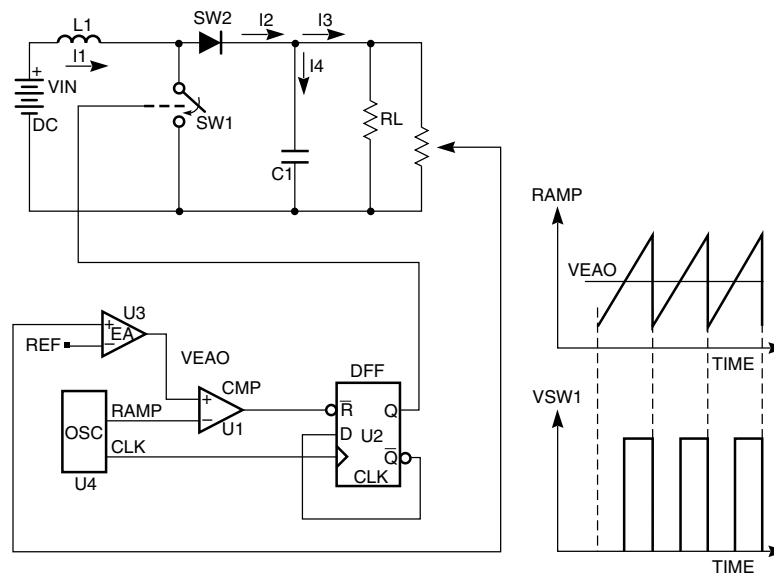 L1
SW2
I1
I2
I3
I4
+
VIN
DC
SW1
C1
RL
RAMP
VEAO
TIME
VSW1
TIME
U3
+
EA
−
REF
VEAO
DFF
CMP
+
−
U1
OSC
RAMP
CLK
U4
R̅
Q
D
U2
Q̅
CLK